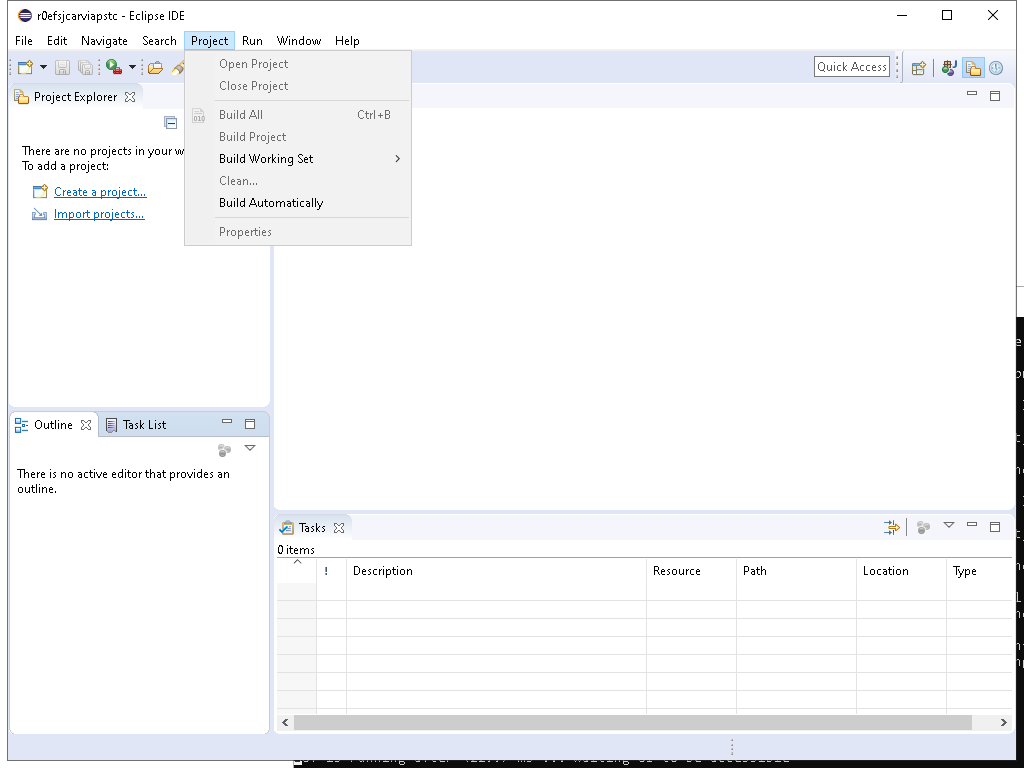 r0efsjcarviapstc - Eclipse IDE
File Edit Navigate Search Project Run Window Help
Quick Access
Open Project
Close Project
Build All Ctrl+B
Build Project
Build Working Set
Clean...
Build Automatically
Properties
Project Explorer
There are no projects in your w
To add a project:
Create a project...
Import projects...
Outline Task List
There is no active editor that provides an
outline.
Tasks
0 items
! Description Resource Path Location Type